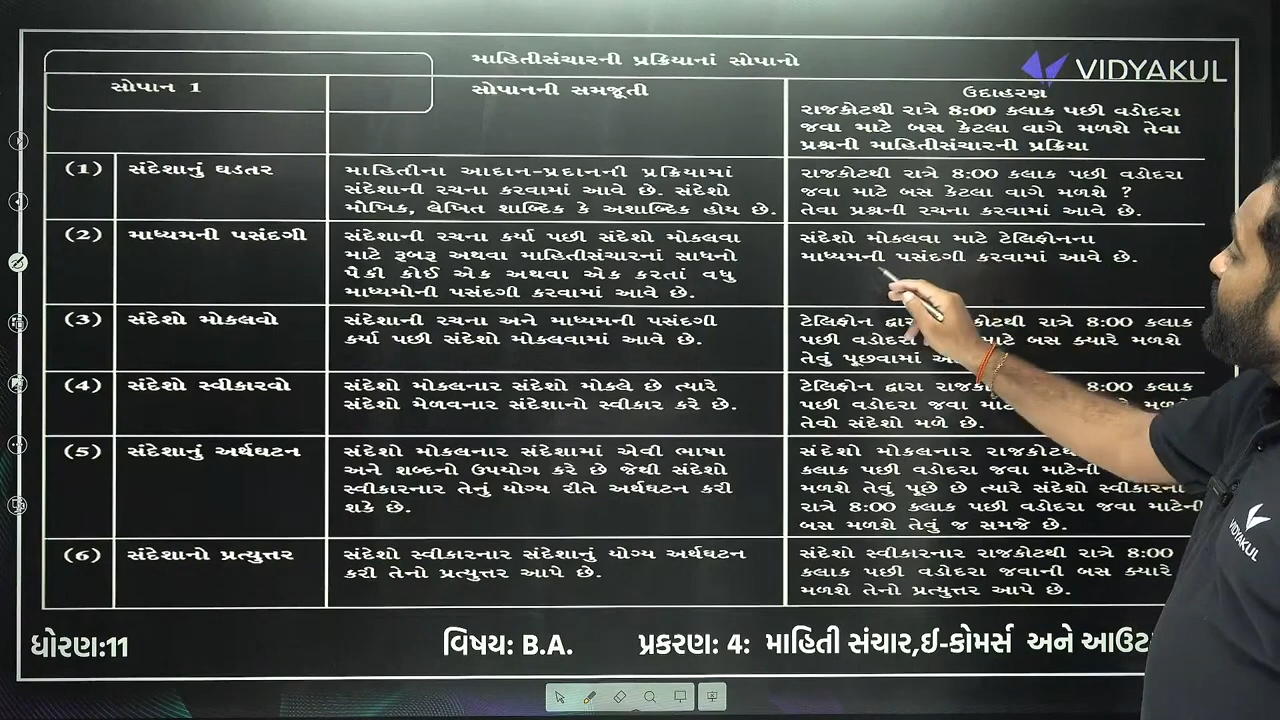 માહિતીસંચારની પ્રક્રિયાનાં સોપાનો
VIDYAKUL
સોપાન 1
સોપાનની સમજૂતી
ઉદાહરણ
રાજકોટથી રાત્રે 8:00 કલાક પછી વડોદરા
જવા માટે બસ કેટલા વાગે મળશે તેવા
પ્રશ્નની માહિતીસંચારની પ્રક્રિયા
(1) સંદેશાનું ઘડતર
માહિતીના આદાન-પ્રદાનની પ્રક્રિયામાં
સંદેશાની રચના કરવામાં આવે છે. સંદેશો
મૌખિક, લેખિત શાબ્દિક કે અશાબ્દિક હોય છે.
રાજકોટથી રાત્રે 8:00 કલાક પછી વડોદરા
જવા માટે બસ કેટલા વાગે મળશે ?
તેવા પ્રશ્નની રચના કરવામાં આવે છે.
(2) માધ્યમની પસંદગી
સંદેશાની રચના કર્યા પછી સંદેશો મોકલવા
માટે રૂબરૂ અથવા માહિતીસંચારનાં સાધનો
પૈકી કોઈ એક અથવા એક કરતાં વધુ
માધ્યમોની પસંદગી કરવામાં આવે છે.
સંદેશો મોકલવા માટે ટેલિફોનના
માધ્યમની પસંદગી કરવામાં આવે છે.
(3) સંદેશો મોકલવો
સંદેશાની રચના અને માધ્યમની પસંદગી
કર્યા પછી સંદેશો મોકલવામાં આવે છે.
ટેલિફોન રાત્રે 8:00 કલાક
પછી માટે બસ ક્યારે મળશે
તેવું પૂછવામાં
(4) સંદેશો સ્વીકારવો
સંદેશો મોકલનાર સંદેશો મોકલે છે ત્યારે
સંદેશો મેળવનાર સંદેશાનો સ્વીકાર કરે છે.
ટેલિફોન દ્વારા 8:00 કલાક
પછી વડોદરા જવા
તેવો સંદેશો મળે છે.
(5) સંદેશાનું અર્થઘટન
સંદેશો મોકલનાર સંદેશામાં એવી ભાષા
અને શબ્દનો ઉપયોગ કરે છે જેથી સંદેશો
સ્વીકારનાર તેનું યોગ્ય રીતે અર્થઘટન કરી
શકે છે.
સંદેશો મોકલનાર
કલાક પછી વડોદરા જવા માટેની
મળશે તેવું પૂછે છે ત્યારે સંદેશો
રાત્રે 8:00 કલાક પછી વડોદરા જવા માટેની
બસ મળશે તેવું જ સમજે છે.
(6) સંદેશાનો પ્રત્યુત્તર
સંદેશો સ્વીકારનાર સંદેશાનું યોગ્ય અર્થઘટન
કરી તેનો પ્રત્યુત્તર આપે છે.
સંદેશો સ્વીકારનાર રાજકોટથી રાત્રે 8:00
કલાક પછી વડોદરા જવાની બસ ક્યારે
મળશે તેનો પ્રત્યુત્તર આપે છે.
VIDYAKUL
ધોરણ:11 વિષય: B.A. પ્રકરણ: 4: માહિતી સંચાર,ઈ-કોમર્સ અને